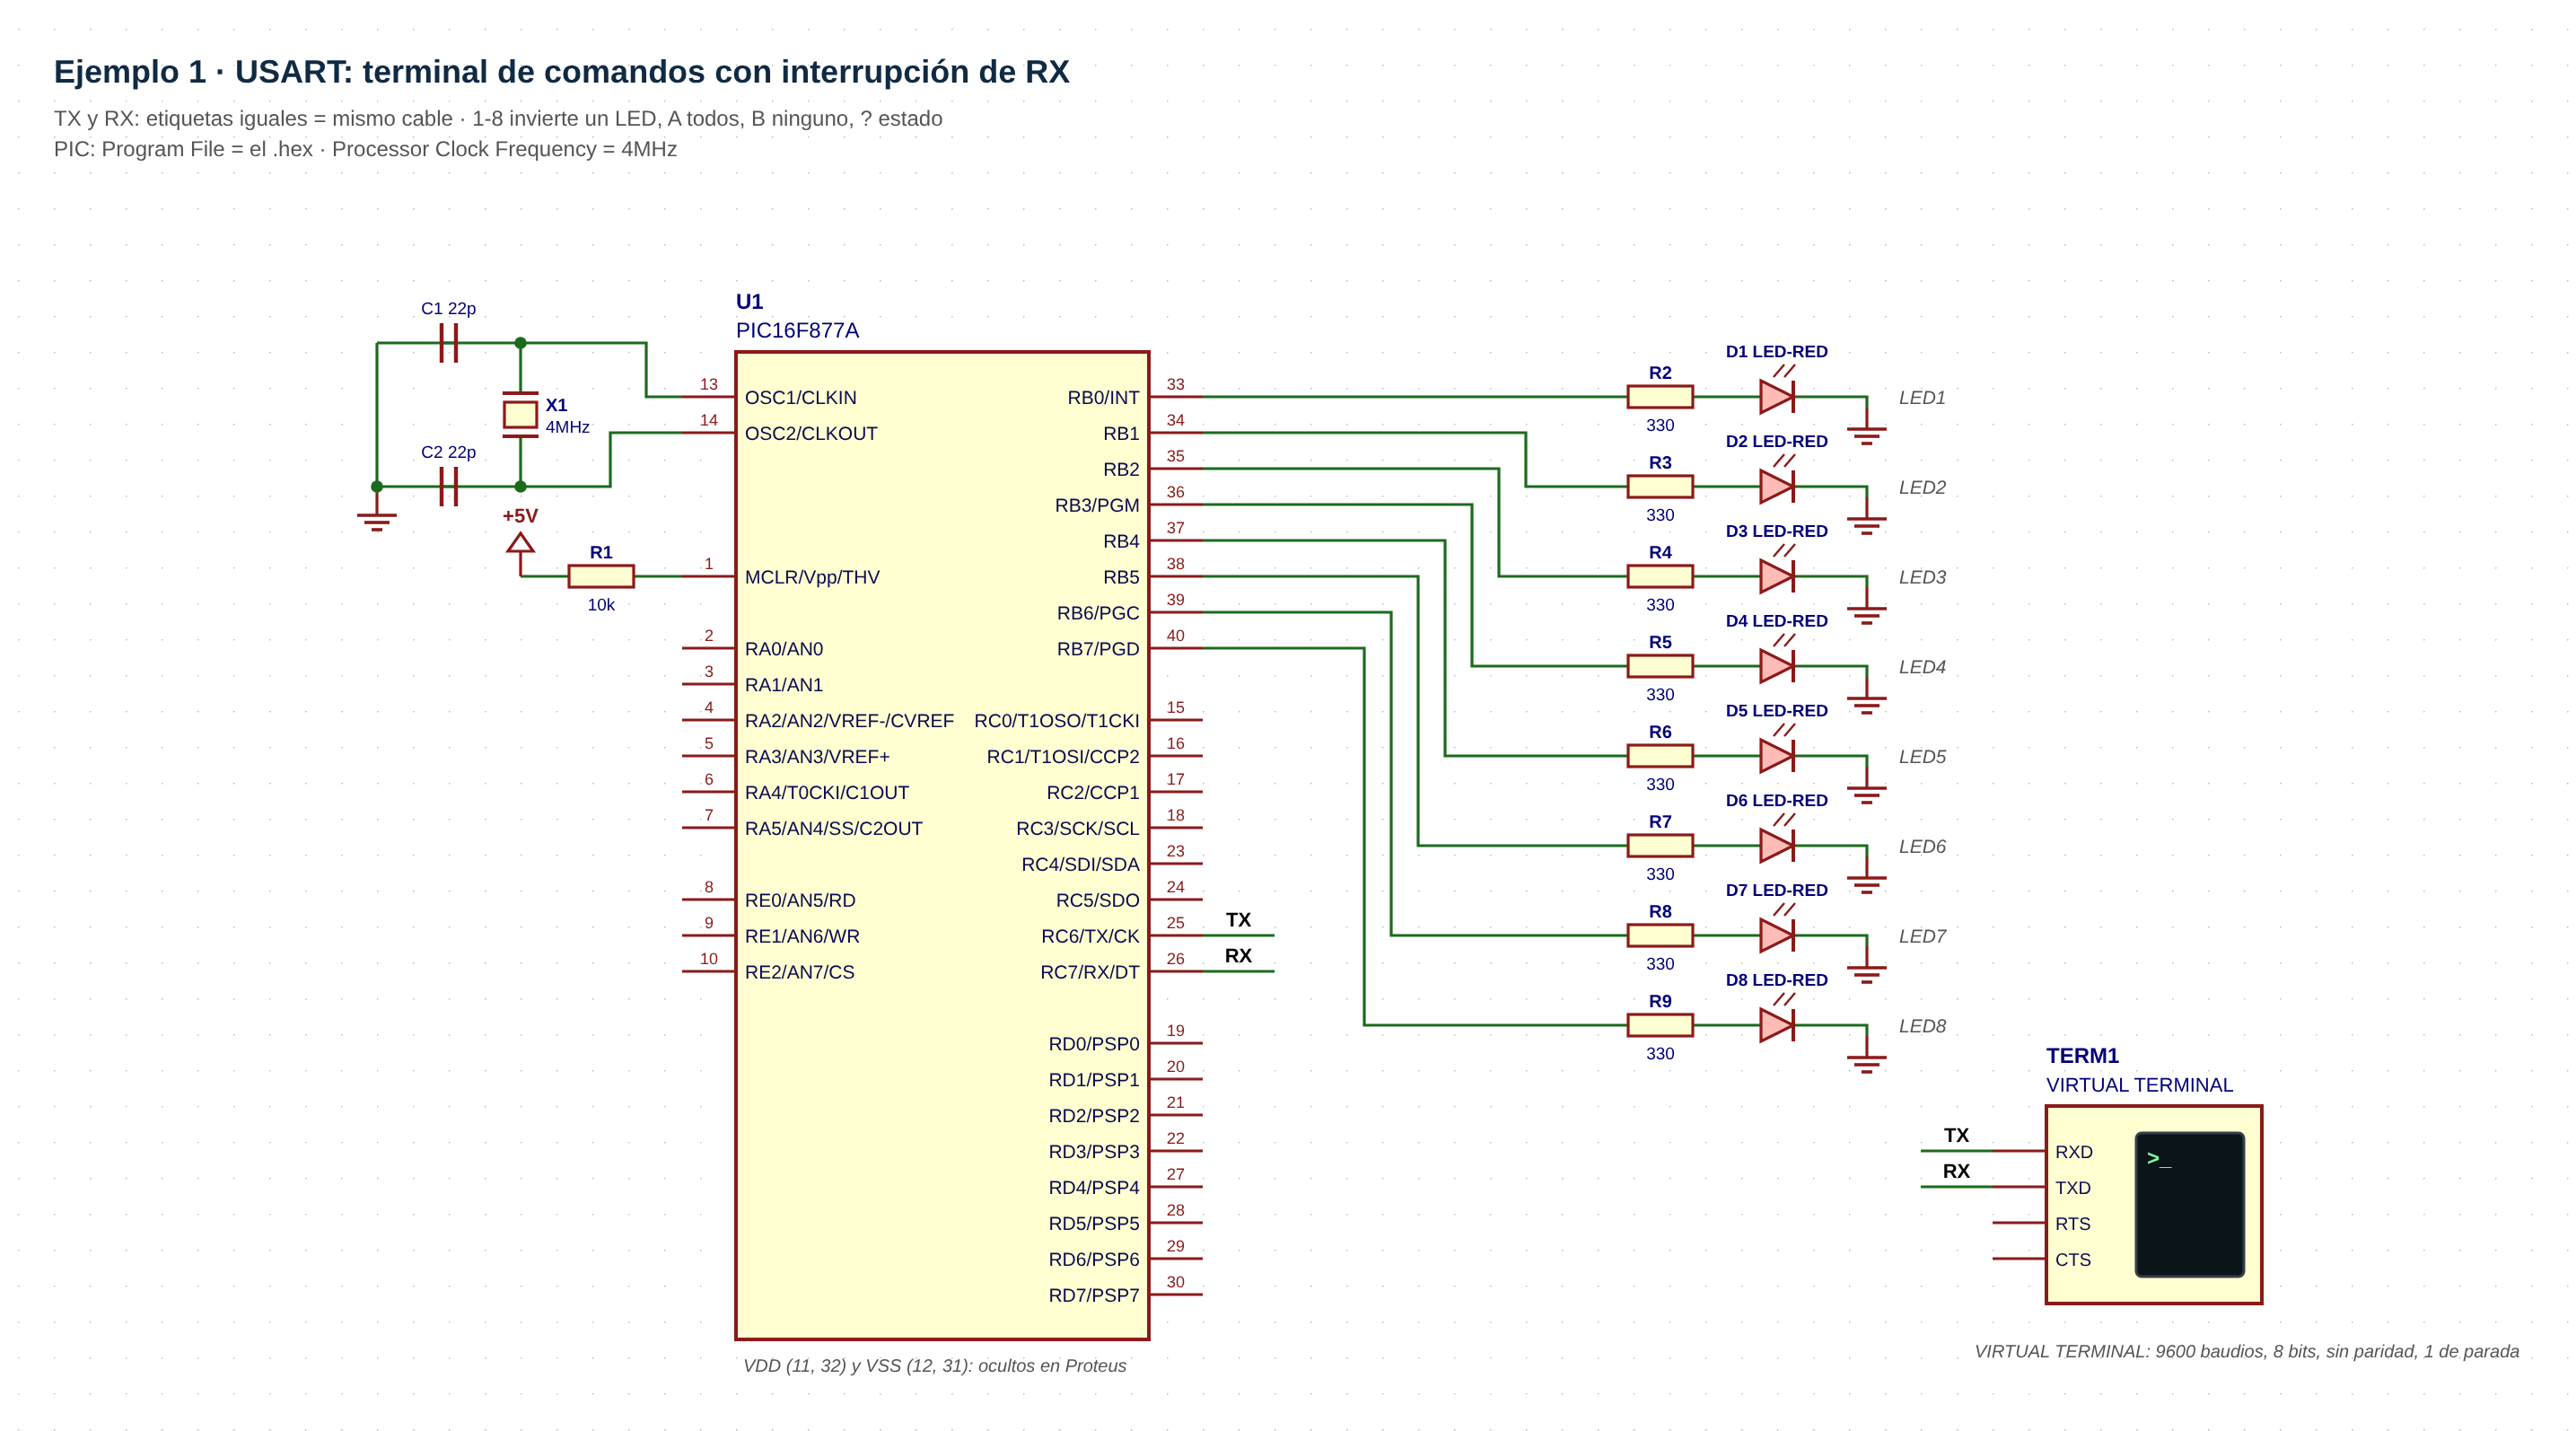 Ejemplo 1 · USART: terminal de comandos con interrupción de RX
TX y RX: etiquetas iguales = mismo cable · 1-8 invierte un LED, A todos, B ninguno, ? estado
PIC: Program File = el .hex · Processor Clock Frequency = 4MHz
C1 22p
X1
4MHz
C2 22p
+5V
R1
10k
U1
PIC16F877A
13 OSC1/CLKIN
14 OSC2/CLKOUT
1 MCLR/Vpp/THV
2 RA0/AN0
3 RA1/AN1
4 RA2/AN2/VREF-/CVREF
5 RA3/AN3/VREF+
6 RA4/T0CKI/C1OUT
7 RA5/AN4/SS/C2OUT
8 RE0/AN5/RD
9 RE1/AN6/WR
10 RE2/AN7/CS
RB0/INT 33
RB1 34
RB2 35
RB3/PGM 36
RB4 37
RB5 38
RB6/PGC 39
RB7/PGD 40
RC0/T1OSO/T1CKI 15
RC1/T1OSI/CCP2 16
RC2/CCP1 17
RC3/SCK/SCL 18
RC4/SDI/SDA 23
RC5/SDO 24
RC6/TX/CK 25 TX
RC7/RX/DT 26 RX
RD0/PSP0 19
RD1/PSP1 20
RD2/PSP2 21
RD3/PSP3 22
RD4/PSP4 27
RD5/PSP5 28
RD6/PSP6 29
RD7/PSP7 30
VDD (11, 32) y VSS (12, 31): ocultos en Proteus
D1 LED-RED
R2
330
LED1
D2 LED-RED
R3
330
LED2
D3 LED-RED
R4
330
LED3
D4 LED-RED
R5
330
LED4
D5 LED-RED
R6
330
LED5
D6 LED-RED
R7
330
LED6
D7 LED-RED
R8
330
LED7
D8 LED-RED
R9
330
LED8
TERM1
VIRTUAL TERMINAL
TX RXD
RX TXD
RTS
CTS
>_
VIRTUAL TERMINAL: 9600 baudios, 8 bits, sin paridad, 1 de parada